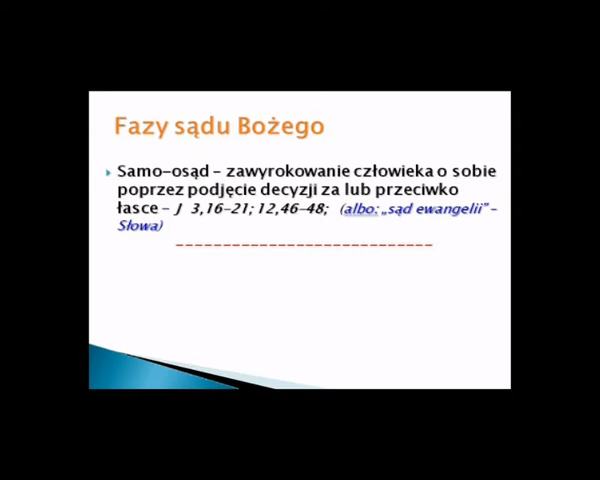 Fazy sądu Bożego
Samo-osąd – zawyrokowanie człowieka o sobie
poprzez podjęcie decyzji za lub przeciwko
łasce – J 3,16-21; 12,46-48; (albo: „sąd ewangelii” –
Słowa)